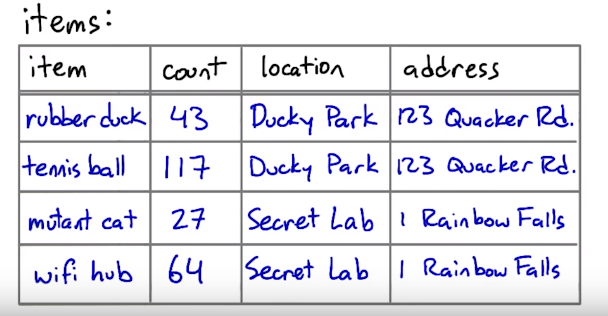 items:
item count location address
rubber duck 43 Ducky Park 123 Quacker Rd.
tennis ball 117 Ducky Park 123 Quacker Rd.
mutant cat 27 Secret Lab 1 Rainbow Falls
wifi hub 64 Secret Lab 1 Rainbow Falls